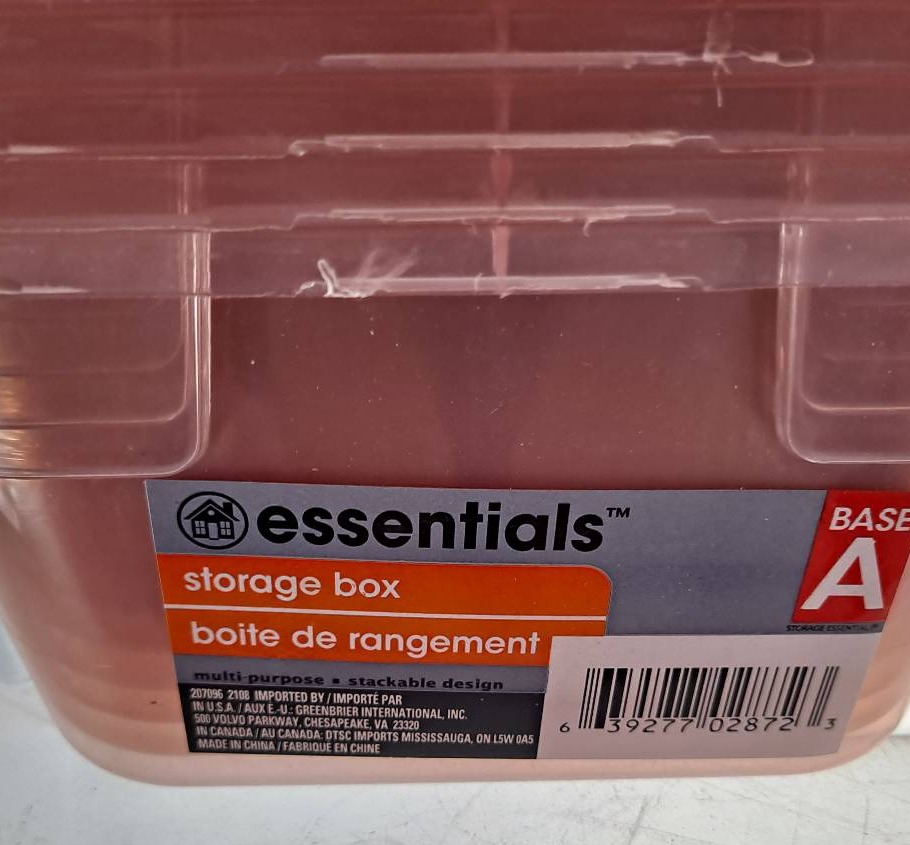 essentials™
BASE
A
STORAGE ESSENTIAL
storage box
boite de rangement
multi-purpose ▪ stackable design
207096 2108 IMPORTED BY / IMPORTÉ PAR
IN U.S.A. / AUX E.-U.: GREENBRIER INTERNATIONAL, INC.
500 VOLVO PARKWAY, CHESAPEAKE, VA 23320
IN CANADA / AU CANADA: DTSC IMPORTS MISSISSAUGA, ON L5W 0A5
MADE IN CHINA / FABRIQUÉ EN CHINE
6 39277 02872 3